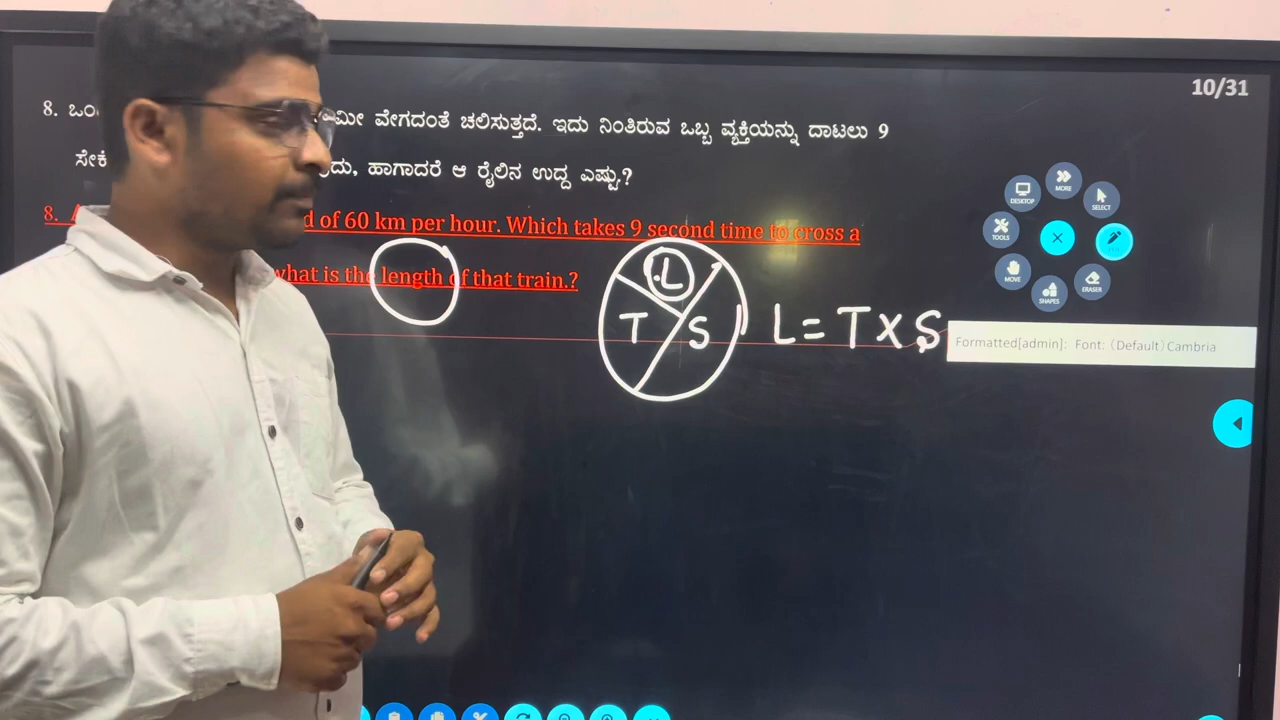 10/31
8. ಒಂ ಮೀ ವೇಗದಂತೆ ಚಲಿಸುತ್ತದೆ. ಇದು ನಿಂತಿರುವ ಒಬ್ಬ ವ್ಯಕ್ತಿಯನ್ನು ದಾಟಲು 9
ಸೇಕೆ ದು, ಹಾಗಾದರೆ ಆ ರೈಲಿನ ಉದ್ದ ಎಷ್ಟು.?
8. A d of 60 km per hour. Which takes 9 second time to cross a
what is the length of that train.?
L
T S
L = T X S
Formatted[admin]: Font: (Default) Cambria
MORE
DESKTOP
SELECT
TOOLS
MOVE
ERASER
SHAPES